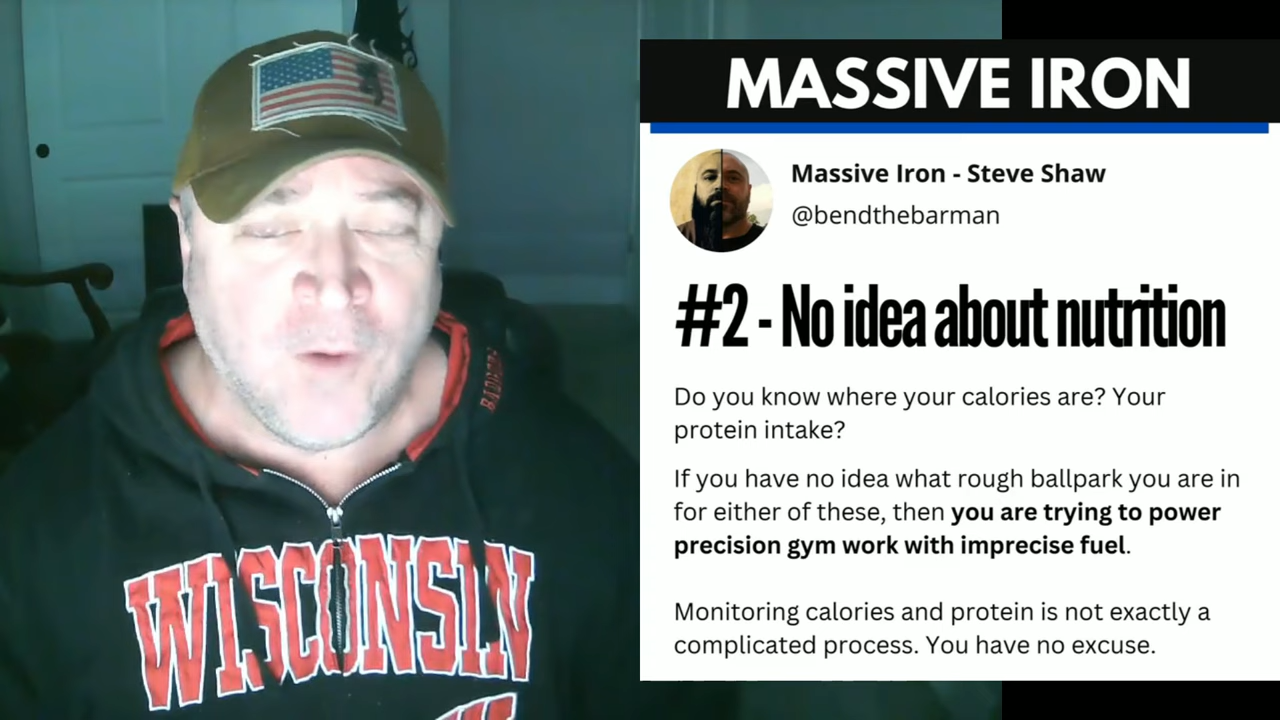 MASSIVE IRON
Massive Iron - Steve Shaw
@bendthebarman
#2 - No idea about nutrition
Do you know where your calories are? Your
protein intake?
If you have no idea what rough ballpark you are in
for either of these, then you are trying to power
precision gym work with imprecise fuel.
Monitoring calories and protein is not exactly a
complicated process. You have no excuse.
WISCONSIN